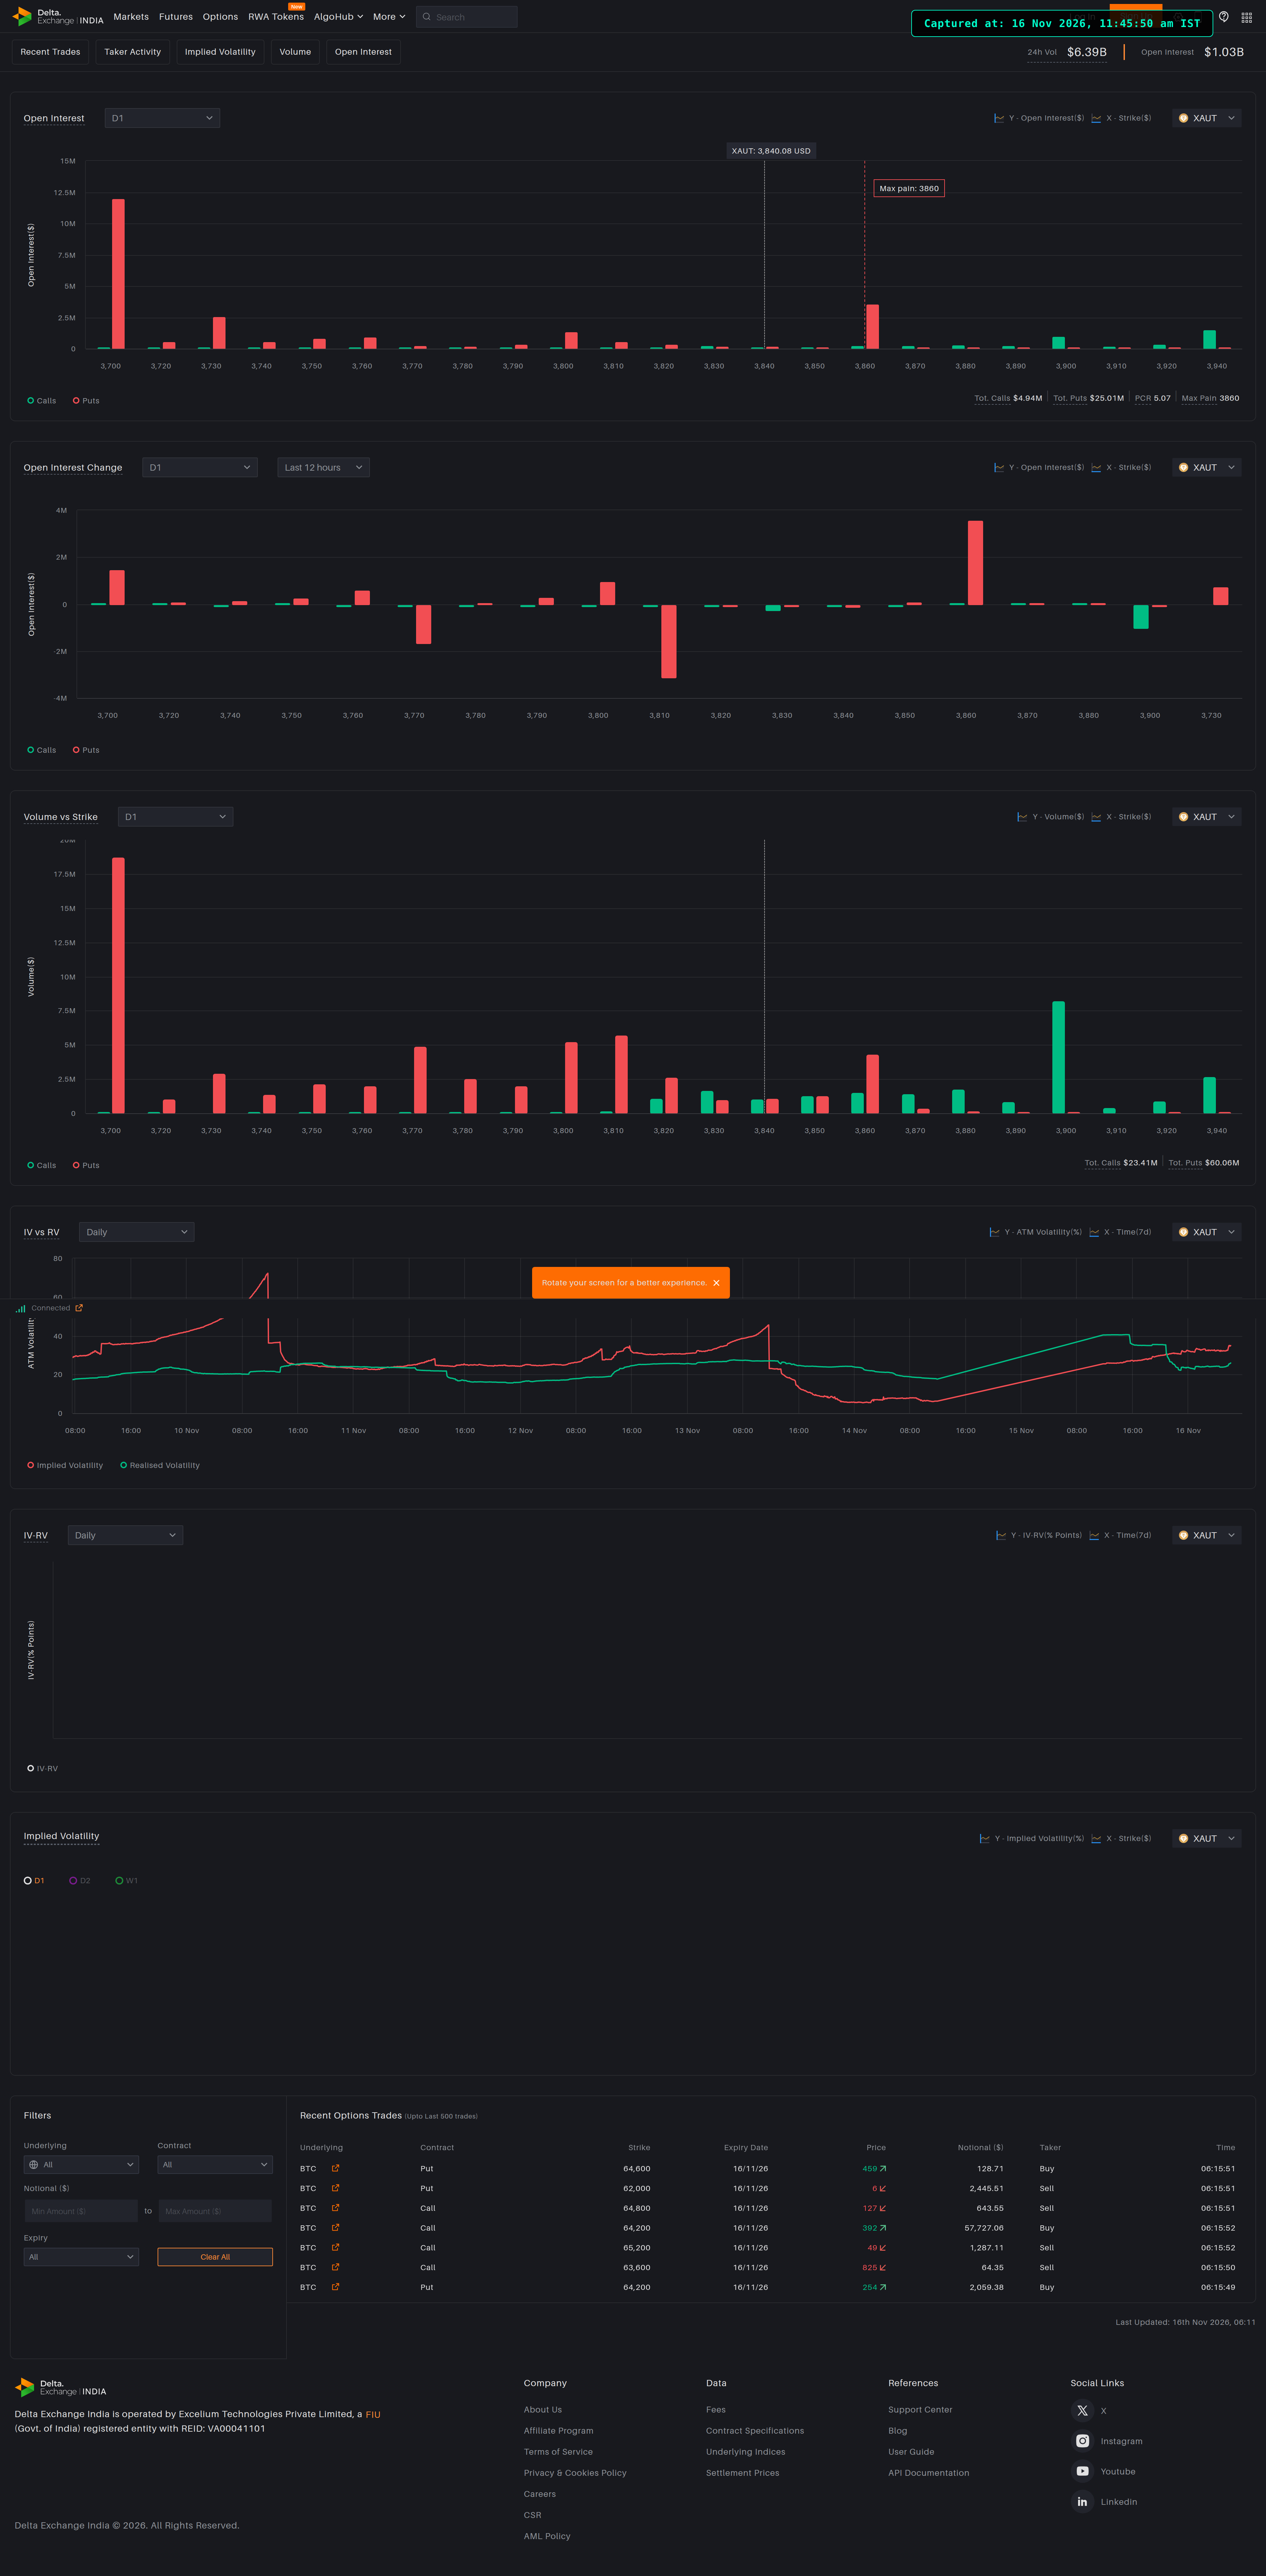 Delta.
Exchange | INDIA
Markets
Futures
Options
RWA Tokens
New
AlgoHub
More
Search
Captured at: 16 Nov 2026, 11:45:50 am IST
Recent Trades
Taker Activity
Implied Volatility
Volume
Open Interest
24h Vol $6.39B
Open Interest $1.03B
Open Interest
D1
Y - Open Interest($) X - Strike($)
XAUT
XAUT: 3,840.08 USD
Max pain: 3860
15M
12.5M
10M
7.5M
5M
2.5M
0
Open Interest($)
3,700 3,720 3,730 3,740 3,750 3,760 3,770 3,780 3,790 3,800 3,810 3,820 3,830 3,840 3,850 3,860 3,870 3,880 3,890 3,900 3,910 3,920 3,940
Calls Puts
Tot. Calls $4.94M Tot. Puts $25.01M PCR 5.07 Max Pain 3860
Open Interest Change
D1
Last 12 hours
Y - Open Interest($) X - Strike($)
XAUT
4M
2M
0
-2M
-4M
Open Interest($)
3,700 3,720 3,740 3,750 3,760 3,770 3,780 3,790 3,800 3,810 3,820 3,830 3,840 3,850 3,860 3,870 3,880 3,900 3,730
Calls Puts
Volume vs Strike
D1
Y - Volume($) X - Strike($)
XAUT
20M
17.5M
15M
12.5M
10M
7.5M
5M
2.5M
0
Volume($)
3,700 3,720 3,730 3,740 3,750 3,760 3,770 3,780 3,790 3,800 3,810 3,820 3,830 3,840 3,850 3,860 3,870 3,880 3,890 3,900 3,910 3,920 3,940
Calls Puts
Tot. Calls $23.41M Tot. Puts $60.06M
IV vs RV
Daily
Y - ATM Volatility(%) X - Time(7d)
XAUT
80
60
Rotate your screen for a better experience.
Connected
40
20
0
ATM Volatility
08:00 16:00 10 Nov 08:00 16:00 11 Nov 08:00 16:00 12 Nov 08:00 16:00 13 Nov 08:00 16:00 14 Nov 08:00 16:00 15 Nov 08:00 16:00 16 Nov
Implied Volatility Realised Volatility
IV-RV
Daily
Y - IV-RV(% Points) X - Time(7d)
XAUT
IV-RV(% Points)
IV-RV
Implied Volatility
Y - Implied Volatility(%) X - Strike($)
XAUT
D1 D2 W1
Filters
Underlying
All
Contract
All
Notional ($)
Min Amount ($) to Max Amount ($)
Expiry
All
Clear All
Recent Options Trades (Upto Last 500 trades)
Underlying Contract Strike Expiry Date Price Notional ($) Taker Time
BTC Put 64,600 16/11/26 459 128.71 Buy 06:15:51
BTC Put 62,000 16/11/26 6 2,445.51 Sell 06:15:51
BTC Call 64,800 16/11/26 127 643.55 Sell 06:15:51
BTC Call 64,200 16/11/26 392 57,727.06 Buy 06:15:52
BTC Call 65,200 16/11/26 49 1,287.11 Sell 06:15:52
BTC Call 63,600 16/11/26 825 64.35 Sell 06:15:50
BTC Put 64,200 16/11/26 254 2,059.38 Buy 06:15:49
Last Updated: 16th Nov 2026, 06:11
Delta.
Exchange | INDIA
Delta Exchange India is operated by Excelium Technologies Private Limited, a FIU
(Govt. of India) registered entity with REID: VA00041101
Delta Exchange India © 2026. All Rights Reserved.
Company
About Us
Affiliate Program
Terms of Service
Privacy & Cookies Policy
Careers
CSR
AML Policy
Data
Fees
Contract Specifications
Underlying Indices
Settlement Prices
References
Support Center
Blog
User Guide
API Documentation
Social Links
X
Instagram
Youtube
Linkedin